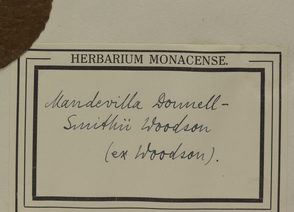 HERBARIUM MONACENSE.
Mandevilla Donnell-
Smithii Woodson
(ex Woodson).